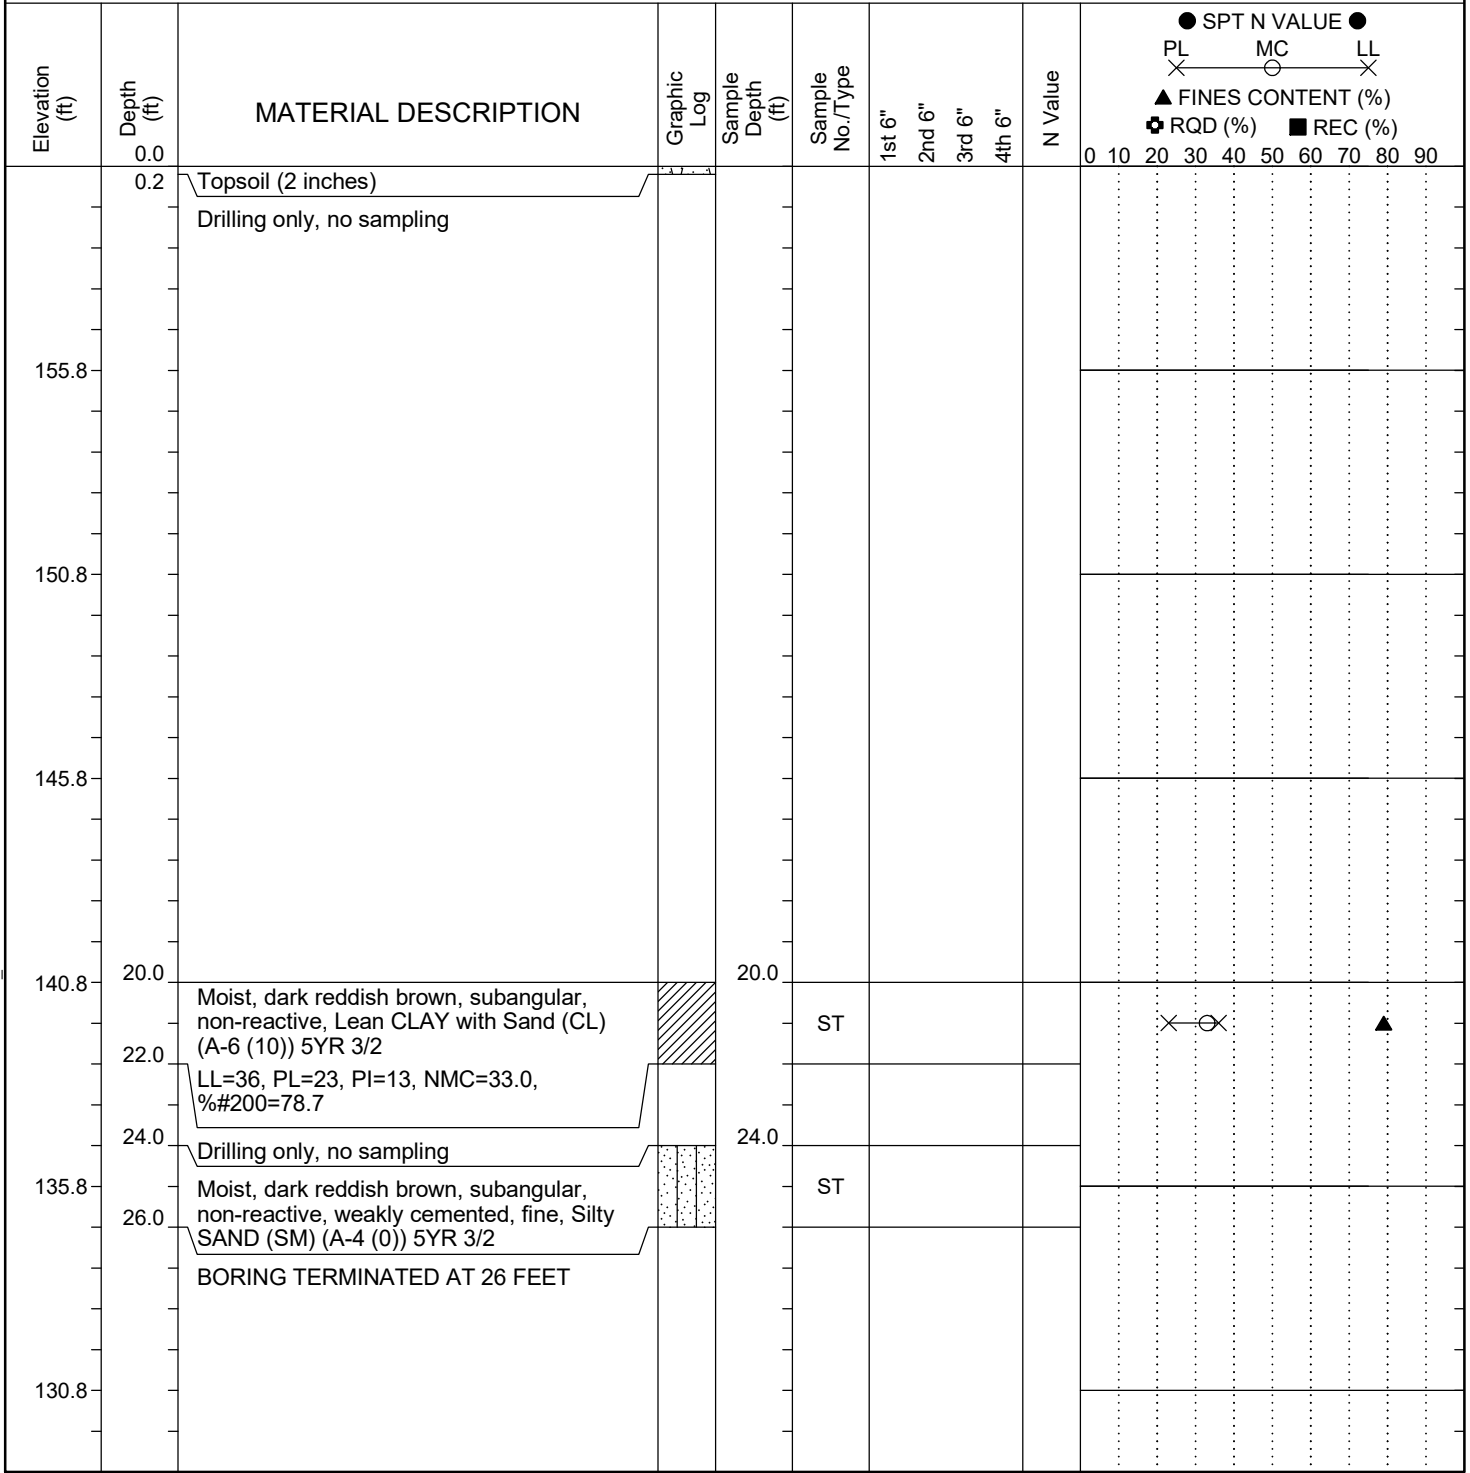 Elevation
(ft)
Depth
(ft)
0.0
MATERIAL DESCRIPTION
Graphic
Log
Sample
Depth
(ft)
Sample
No./Type
1st 6"
2nd 6"
3rd 6"
4th 6"
N Value
SPT N VALUE
PL MC LL
FINES CONTENT (%)
RQD (%) REC (%)
0 10 20 30 40 50 60 70 80 90
0.2 Topsoil (2 inches)
Drilling only, no sampling
155.8
150.8
145.8
140.8 20.0 20.0
Moist, dark reddish brown, subangular,
non-reactive, Lean CLAY with Sand (CL)
(A-6 (10)) 5YR 3/2
ST
22.0
LL=36, PL=23, PI=13, NMC=33.0,
%#200=78.7
24.0 24.0
Drilling only, no sampling
135.8
Moist, dark reddish brown, subangular,
non-reactive, weakly cemented, fine, Silty
SAND (SM) (A-4 (0)) 5YR 3/2
ST
26.0
BORING TERMINATED AT 26 FEET
130.8